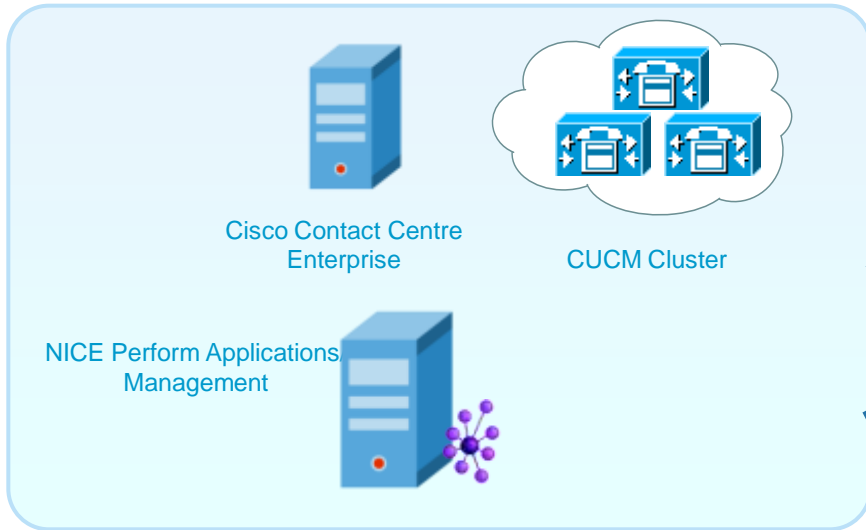 Cisco Contact Centre
Enterprise
CUCM Cluster
NICE Perform Applications/
Management